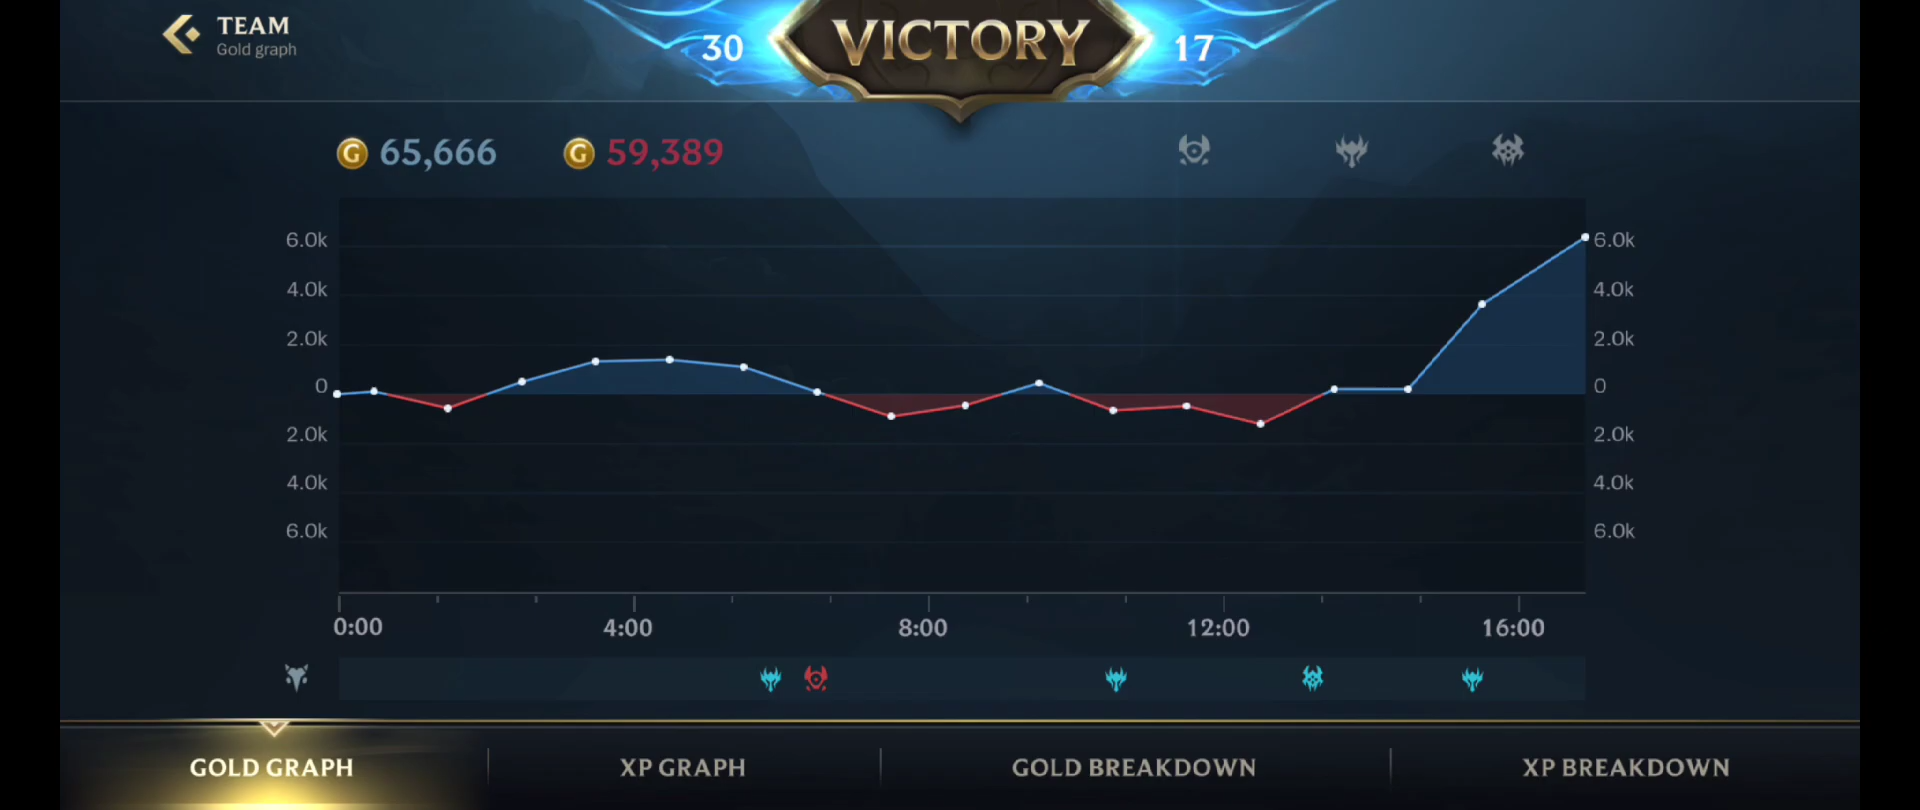 TEAM
Gold graph
30
VICTORY
17
G 65,666
G 59,389
6.0k
6.0k
4.0k
4.0k
2.0k
2.0k
0
0
2.0k
2.0k
4.0k
4.0k
6.0k
6.0k
0:00 4:00 8:00 12:00 16:00
GOLD GRAPH
XP GRAPH
GOLD BREAKDOWN
XP BREAKDOWN